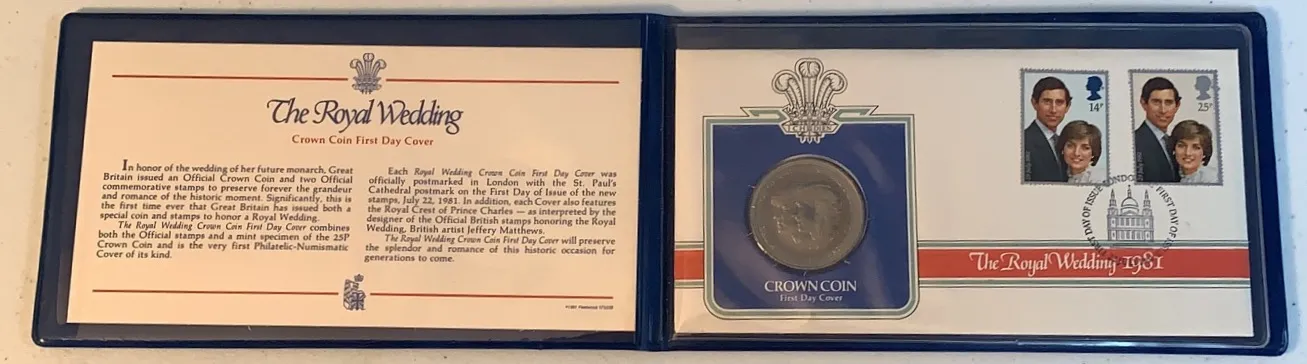 The Royal Wedding
Crown Coin First Day Cover
In honor of the wedding of her future monarch, Great
Britain issued an Official Crown Coin and two Official
commemorative stamps to preserve forever the grandeur
and romance of the historic moment. Significantly, this is
the first time ever that Great Britain has issued both a
special coin and stamps to honor a Royal Wedding.
The Royal Wedding Crown Coin First Day Cover combines
both the Official stamps and a mint specimen of the 25P
Crown Coin and is the very first Philatelic-Numismatic
Cover of its kind.
Each Royal Wedding Crown Coin First Day Cover was
officially postmarked in London with the St. Paul's
Cathedral postmark on the First Day of Issue of the new
stamps, July 22, 1981. In addition, each Cover also features
the Royal Crest of Prince Charles — as interpreted by the
designer of the Official British stamps honoring the Royal
Wedding, British artist Jeffery Matthews.
The Royal Wedding Crown Coin First Day Cover will preserve
the splendor and romance of this historic occasion for
generations to come.
ICH DIEN
CROWN COIN
First Day Cover
14P
25P
FIRST DAY OF ISSUE LONDON
FIRST DAY OF
The Royal Wedding 1981